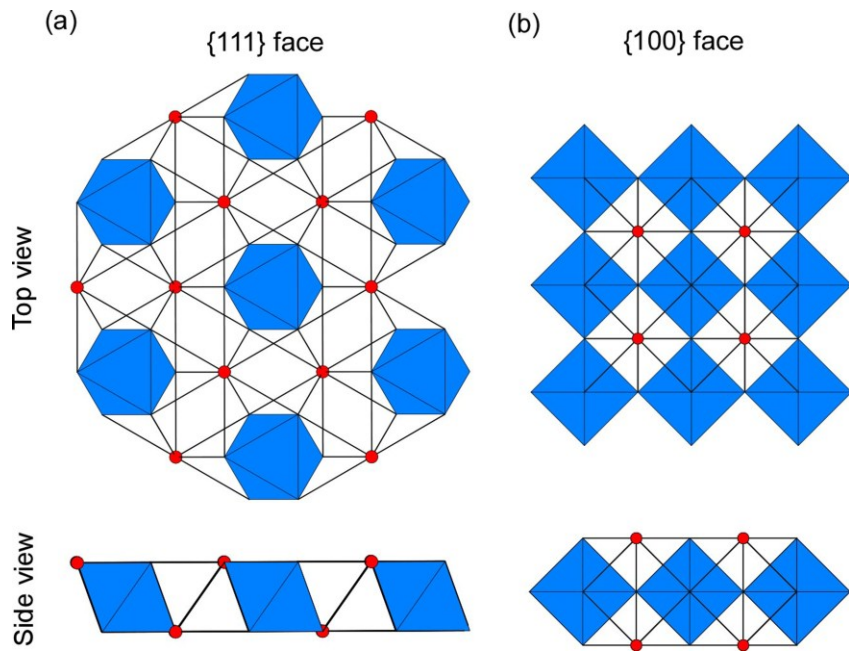 (a)
{111} face
(b)
{100} face
Top view
Side view